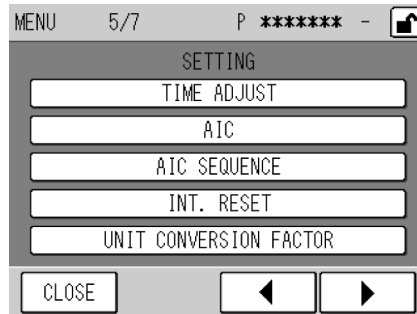 MENU 5/7 P ******* -
SETTING
TIME ADJUST
AIC
AIC SEQUENCE
INT. RESET
UNIT CONVERSION FACTOR
CLOSE